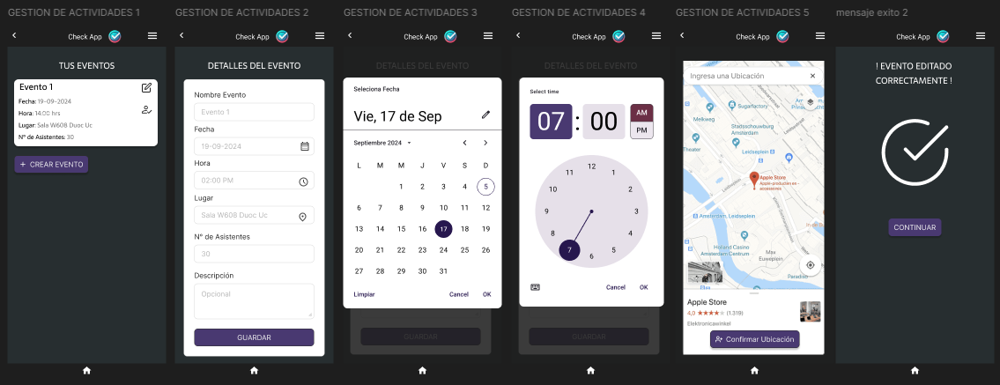 GESTION DE ACTIVIDADES 1
Check App
TUS EVENTOS
Evento 1
Fecha: 19-09-2024
Hora: 14:00 hrs
Lugar: Sala W608 Duoc Uc
N° de Asistentes: 30
+ CREAR EVENTO
GESTION DE ACTIVIDADES 2
Check App
DETALLES DEL EVENTO
Nombre Evento
Evento 1
Fecha
19-09-2024
Hora
02:00 PM
Lugar
Sala W608 Duoc Uc
N° de Asistentes
30
Descripción
Opcional
GUARDAR
GESTION DE ACTIVIDADES 3
Check App
DETALLES DEL EVENTO
Seleciona Fecha
Vie, 17 de Sep
Septiembre 2024
L M M J V S D
1 2 3 4 5
6 7 8 9 10 11 12
13 14 15 16 17 18 19
20 21 22 23 24 25 26
27 28 29 30 31
Limpiar Cancel OK
GUARDAR
GESTION DE ACTIVIDADES 4
Check App
DETALLES DEL EVENTO
Select time
07 : 00 AM
PM
12
11 1
10 2
9 3
8 4
7 5
6
Cancel OK
GUARDAR
GESTION DE ACTIVIDADES 5
Check App
Ingresa una Ubicación
Sugarfactory
Melkweg
Stadsschouwburg
Amsterdam
Theater
Leidseplein
Apple Store
Apple-producten en -
accessoires
Amsterdam, Leidseplein
Holland Casino
Amsterdam Centrum
Max
Euweplein
Paradiso
Apple Store
4,0 ★★★★★ (1.319)
Elektronicawinkel
Confirmar Ubicación
mensaje exito 2
Check App
! EVENTO EDITADO
CORRECTAMENTE !
CONTINUAR